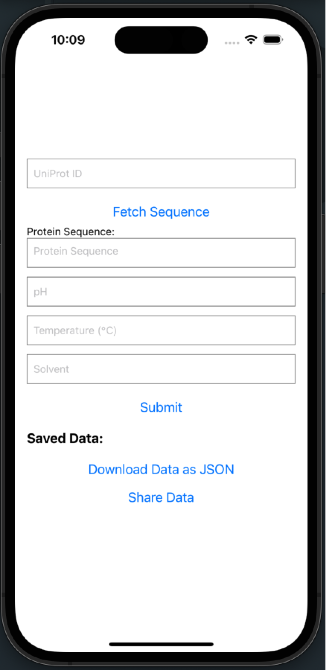 10:09
UniProt ID
Fetch Sequence
Protein Sequence:
Protein Sequence
pH
Temperature (°C)
Solvent
Submit
Saved Data:
Download Data as JSON
Share Data